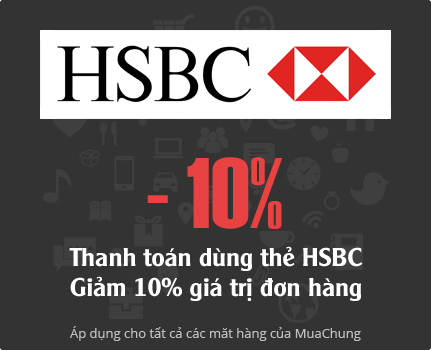 HSBC
- 10%
Thanh toán dùng thẻ HSBC
Giảm 10% giá trị đơn hàng
Áp dụng cho tất cả các mặt hàng của MuaChung